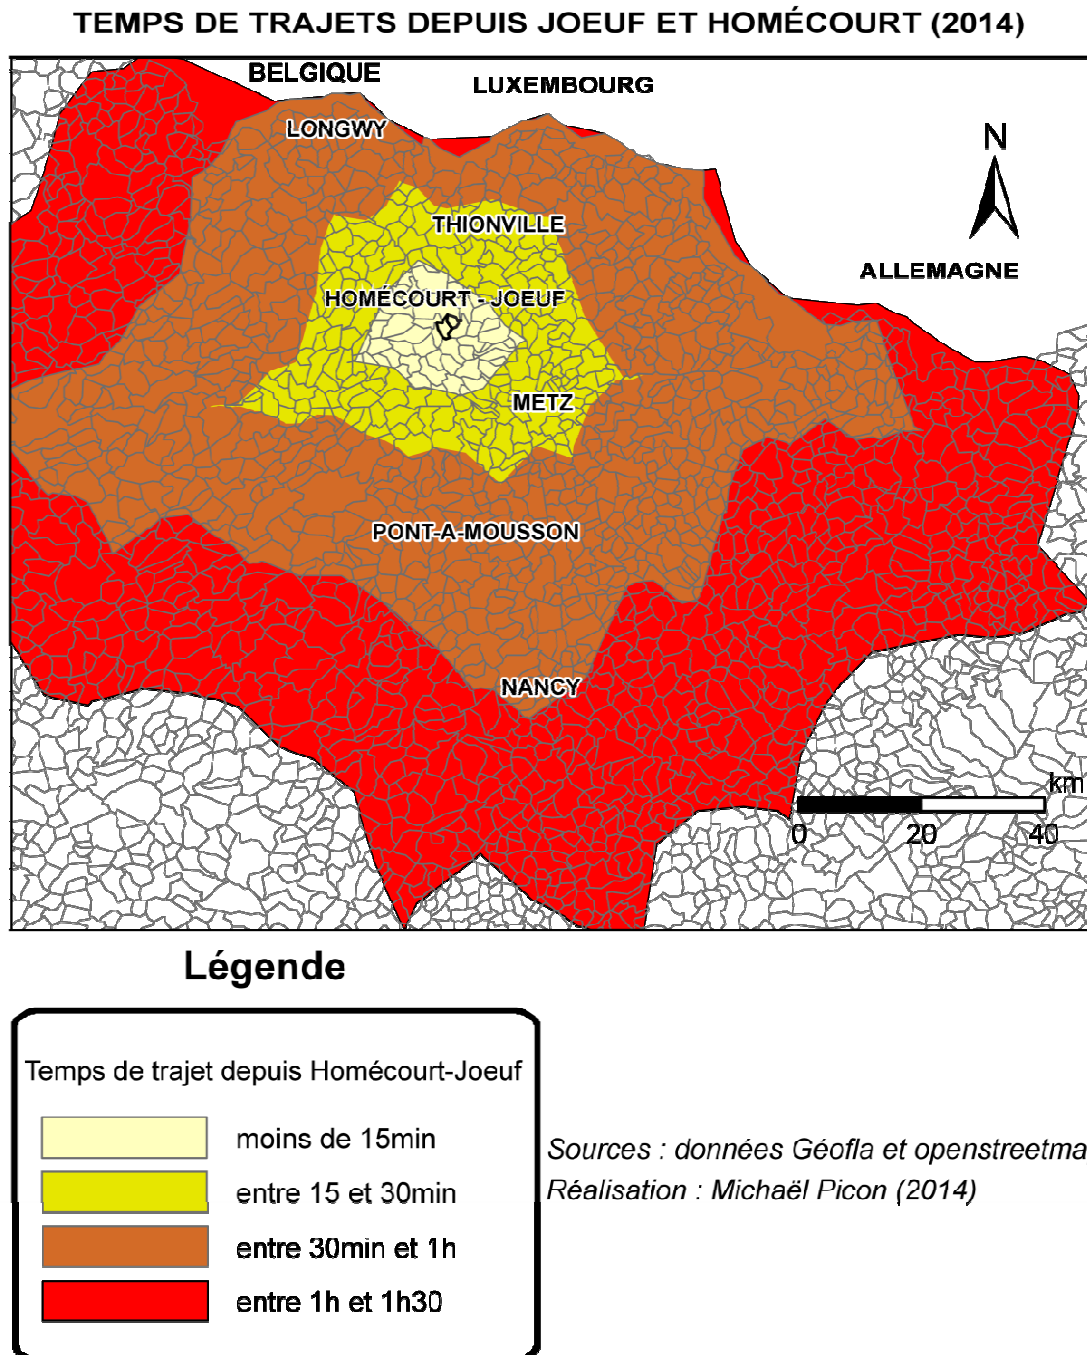 TEMPS DE TRAJETS DEPUIS JOEUF ET HOMÉCOURT (2014)
BELGIQUE
LUXEMBOURG
LONGWY
N
THIONVILLE
ALLEMAGNE
HOMÉCOURT - JOEUF
METZ
PONT-A-MOUSSON
NANCY
km
0 20 40
Légende
Temps de trajet depuis Homécourt-Joeuf
moins de 15min
entre 15 et 30min
entre 30min et 1h
entre 1h et 1h30
Sources : données Géofla et openstreetma
Réalisation : Michaël Picon (2014)